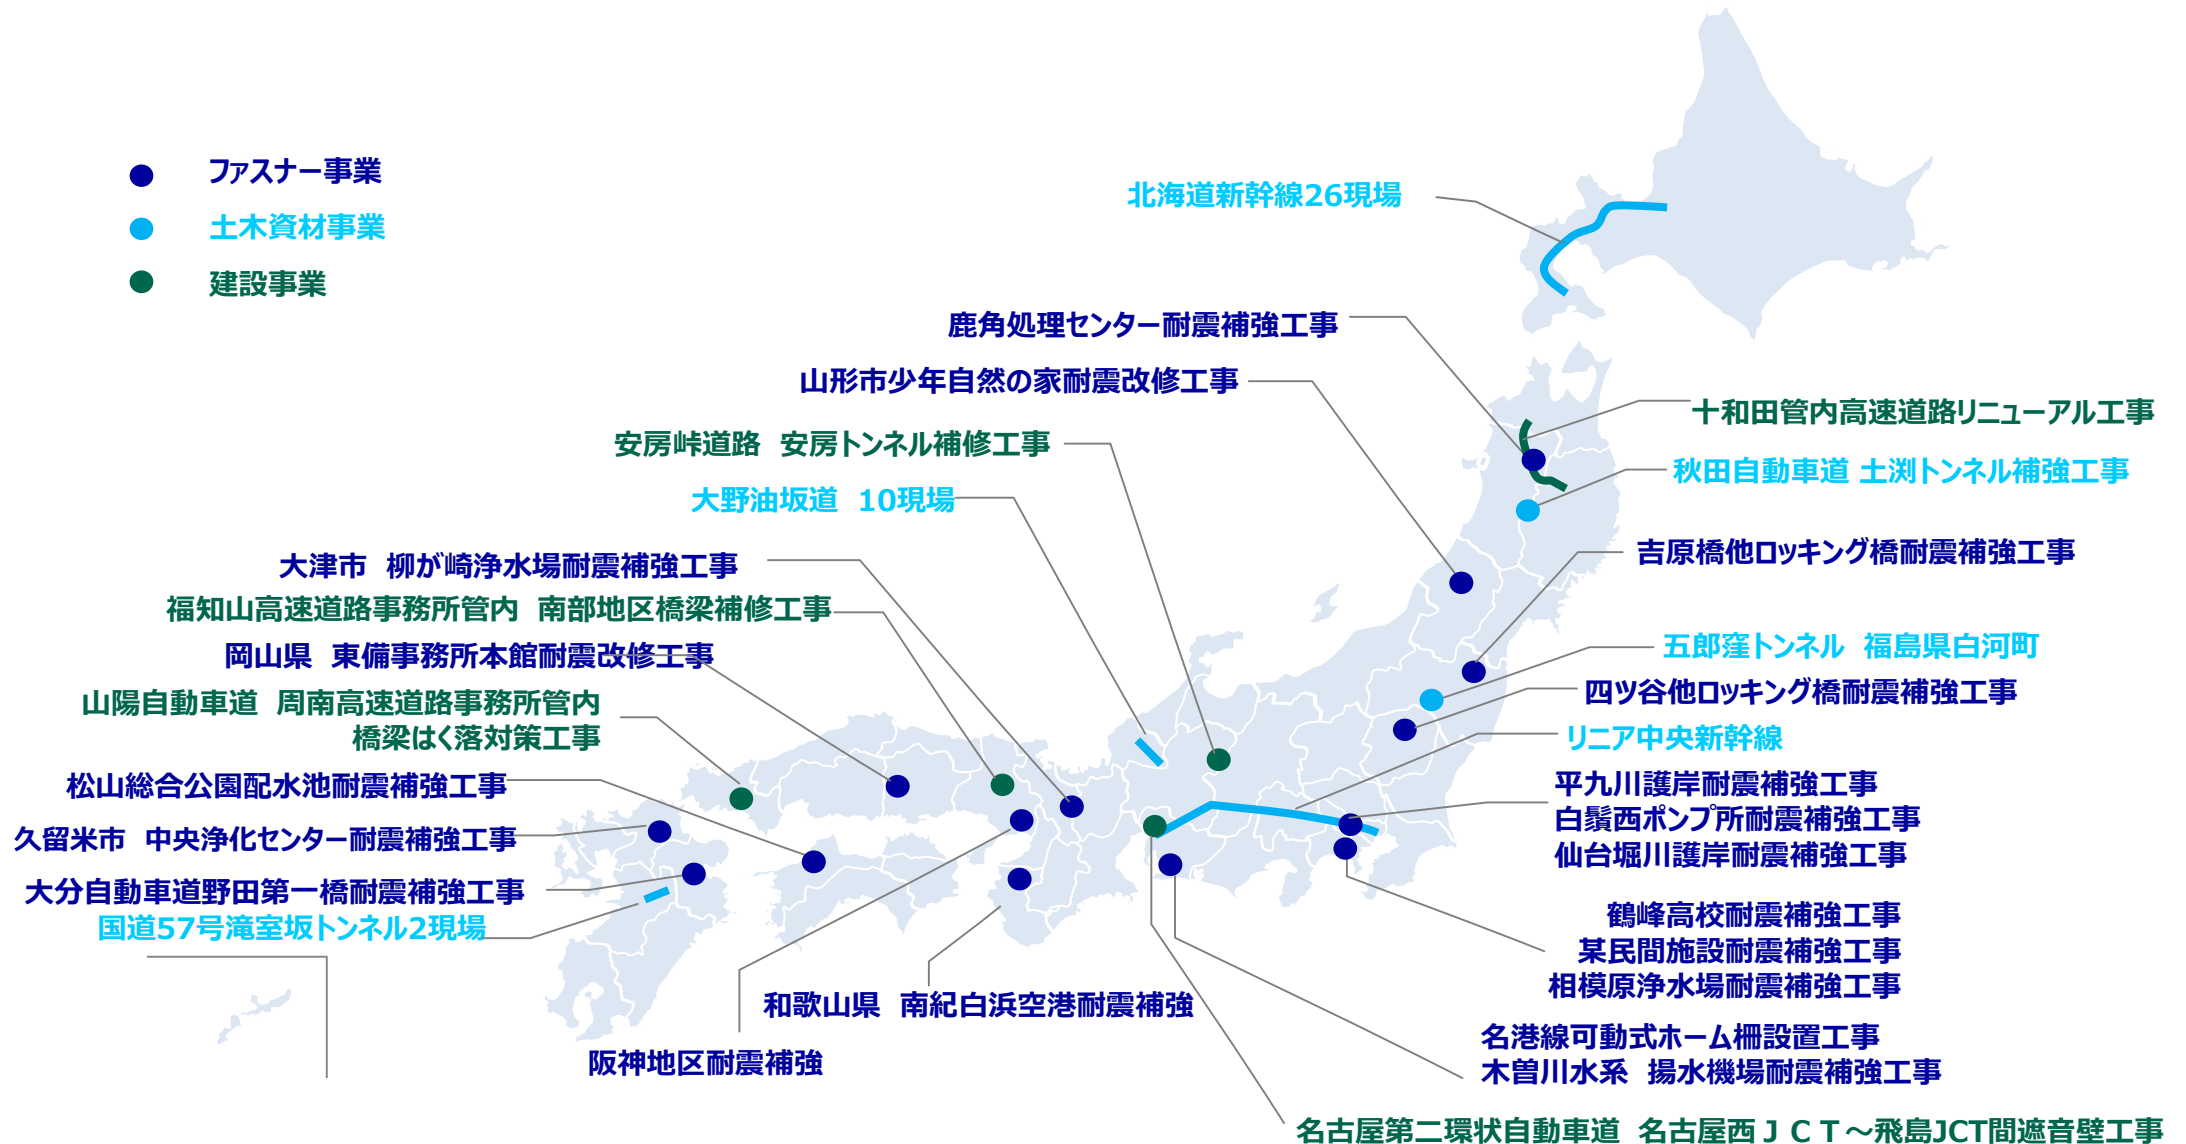 ファスナー事業
土木資材事業
建設事業
北海道新幹線26現場
鹿角処理センター耐震補強工事
山形市少年自然の家耐震改修工事
十和田管内高速道路リニューアル工事
安房峠道路 安房トンネル補修工事
秋田自動車道 土渕トンネル補強工事
大野油坂道 10現場
吉原橋他ロッキング橋耐震補強工事
大津市 柳が崎浄水場耐震補強工事
福知山高速道路事務所管内 南部地区橋梁補修工事
岡山県 東備事務所本館耐震改修工事
五郎窪トンネル 福島県白河町
四ツ谷他ロッキング橋耐震補強工事
山陽自動車道 周南高速道路事務所管内
橋梁はく落対策工事
リニア中央新幹線
松山総合公園配水池耐震補強工事
平九川護岸耐震補強工事
白鬚西ポンプ所耐震補強工事
仙台堀川護岸耐震補強工事
久留米市 中央浄化センター耐震補強工事
大分自動車道野田第一橋耐震補強工事
国道57号滝室坂トンネル2現場
鶴峰高校耐震補強工事
某民間施設耐震補強工事
相模原浄水場耐震補強工事
和歌山県 南紀白浜空港耐震補強
阪神地区耐震補強
名港線可動式ホーム柵設置工事
木曽川水系 揚水機場耐震補強工事
名古屋第二環状自動車道 名古屋西ＪＣＴ～飛島JCT間遮音壁工事